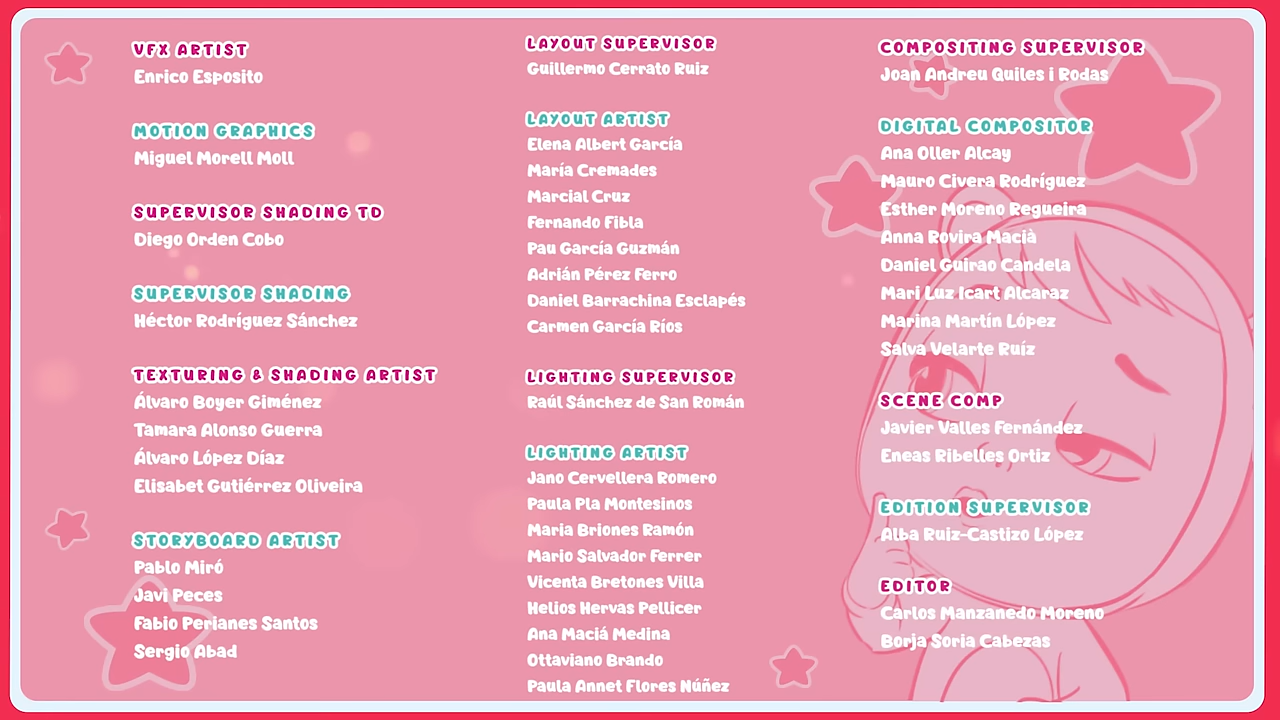 VFX ARTIST
Enrico Esposito
MOTION GRAPHICS
Miguel Morell Moll
SUPERVISOR SHADING TD
Diego Orden Cobo
SUPERVISOR SHADING
Héctor Rodríguez Sánchez
TEXTURING & SHADING ARTIST
Álvaro Boyer Giménez
Tamara Alonso Guerra
Álvaro López Díaz
Elisabet Gutiérrez Oliveira
STORYBOARD ARTIST
Pablo Miró
Javi Peces
Fabio Perianes Santos
Sergio Abad
LAYOUT SUPERVISOR
Guillermo Cerrato Ruiz
LAYOUT ARTIST
Elena Albert García
María Cremades
Marcial Cruz
Fernando Fibla
Pau García Guzmán
Adrián Pérez Ferro
Daniel Barrachina Esclapés
Carmen García Ríos
LIGHTING SUPERVISOR
Raúl Sánchez de San Román
LIGHTING ARTIST
Jano Cervellera Romero
Paula Pla Montesinos
Maria Briones Ramón
Mario Salvador Ferrer
Vicenta Bretones Villa
Helios Hervas Pellicer
Ana Maciá Medina
Ottaviano Brando
Paula Annet Flores Núñez
COMPOSITING SUPERVISOR
Joan Andreu Quiles i Rodas
DIGITAL COMPOSITOR
Ana Oller Alcay
Mauro Civera Rodríguez
Esther Moreno Regueira
Anna Rovira Macià
Daniel Guirao Candela
Mari Luz Icart Alcaraz
Marina Martín López
Salva Velarte Ruíz
SCENE COMP
Javier Valles Fernández
Eneas Ribelles Ortiz
EDITION SUPERVISOR
Alba Ruiz-Castizo López
EDITOR
Carlos Manzanedo Moreno
Borja Soria Cabezas